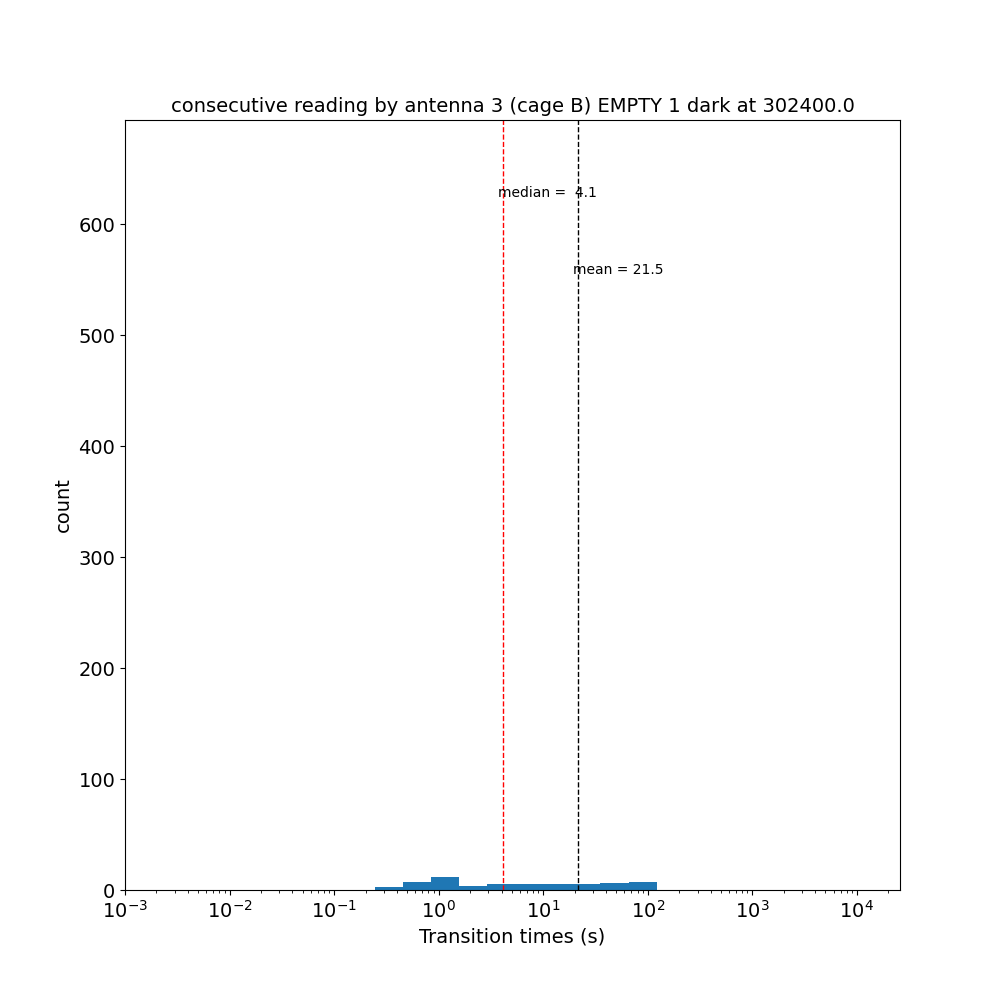 consecutive reading by antenna 3 (cage B) EMPTY 1 dark at 302400.0
median =  4.1
mean = 21.5
600
500
400
300
200
100
0
count
10⁻³ 10⁻² 10⁻¹ 10⁰ 10¹ 10² 10³ 10⁴
Transition times (s)